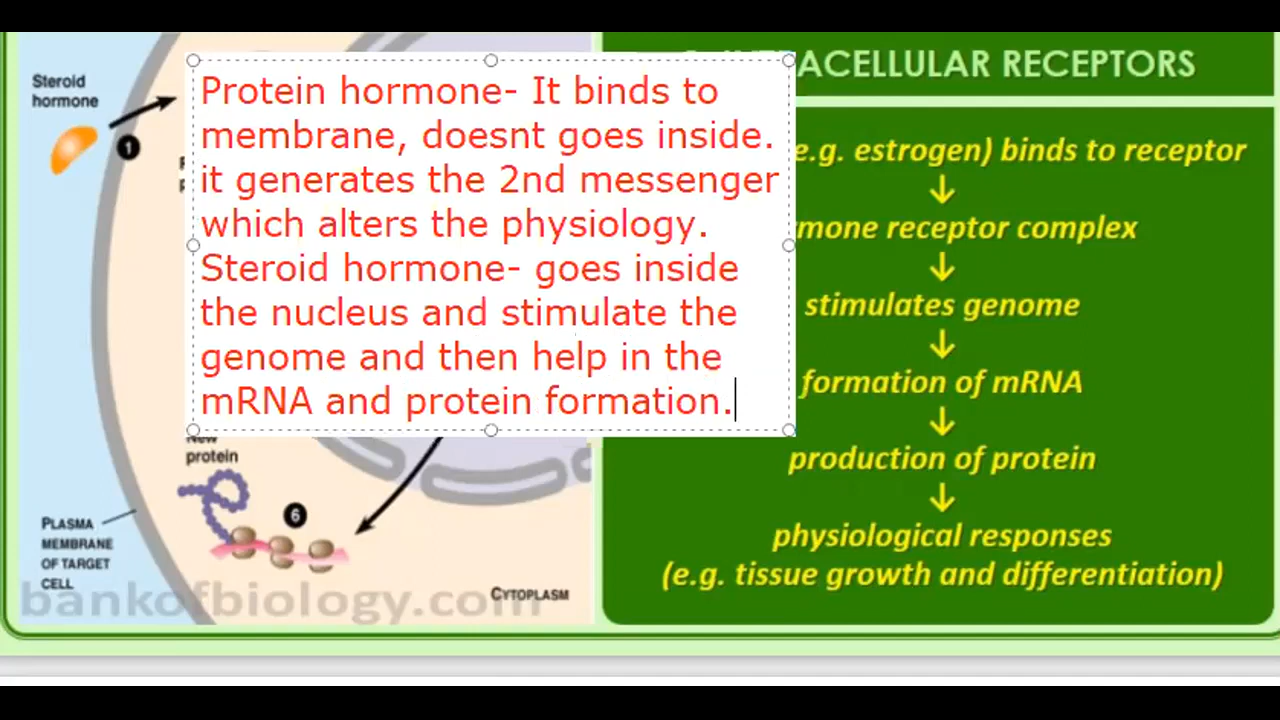 Steroid
hormone
1
Protein hormone- It binds to
membrane, doesnt goes inside.
it generates the 2nd messenger
which alters the physiology.
Steroid hormone- goes inside
the nucleus and stimulate the
genome and then help in the
mRNA and protein formation.
New
protein
6
PLASMA
MEMBRANE
OF TARGET
CELL
CYTOPLASM
bankofbiology.com
RECEPTORS
e.g. estrogen) binds to receptor
↓
receptor complex
↓
stimulates genome
↓
formation of mRNA
↓
production of protein
↓
physiological responses
(e.g. tissue growth and differentiation)